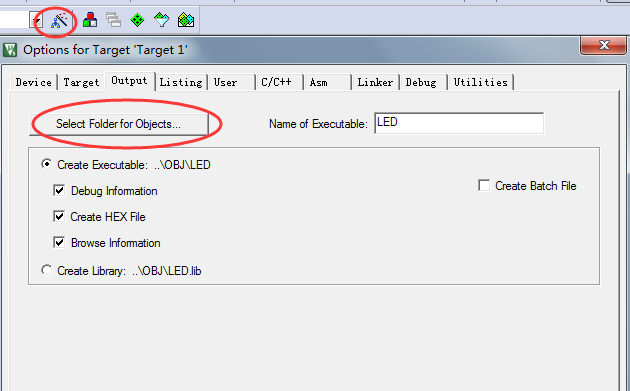 Options for Target 'Target 1'
Device Target Output Listing User C/C++ Asm Linker Debug Utilities
Select Folder for Objects... Name of Executable: LED
Create Executable: ..\OBJ\LED
Debug Information Create Batch File
Create HEX File
Browse Information
Create Library: ..\OBJ\LED.lib